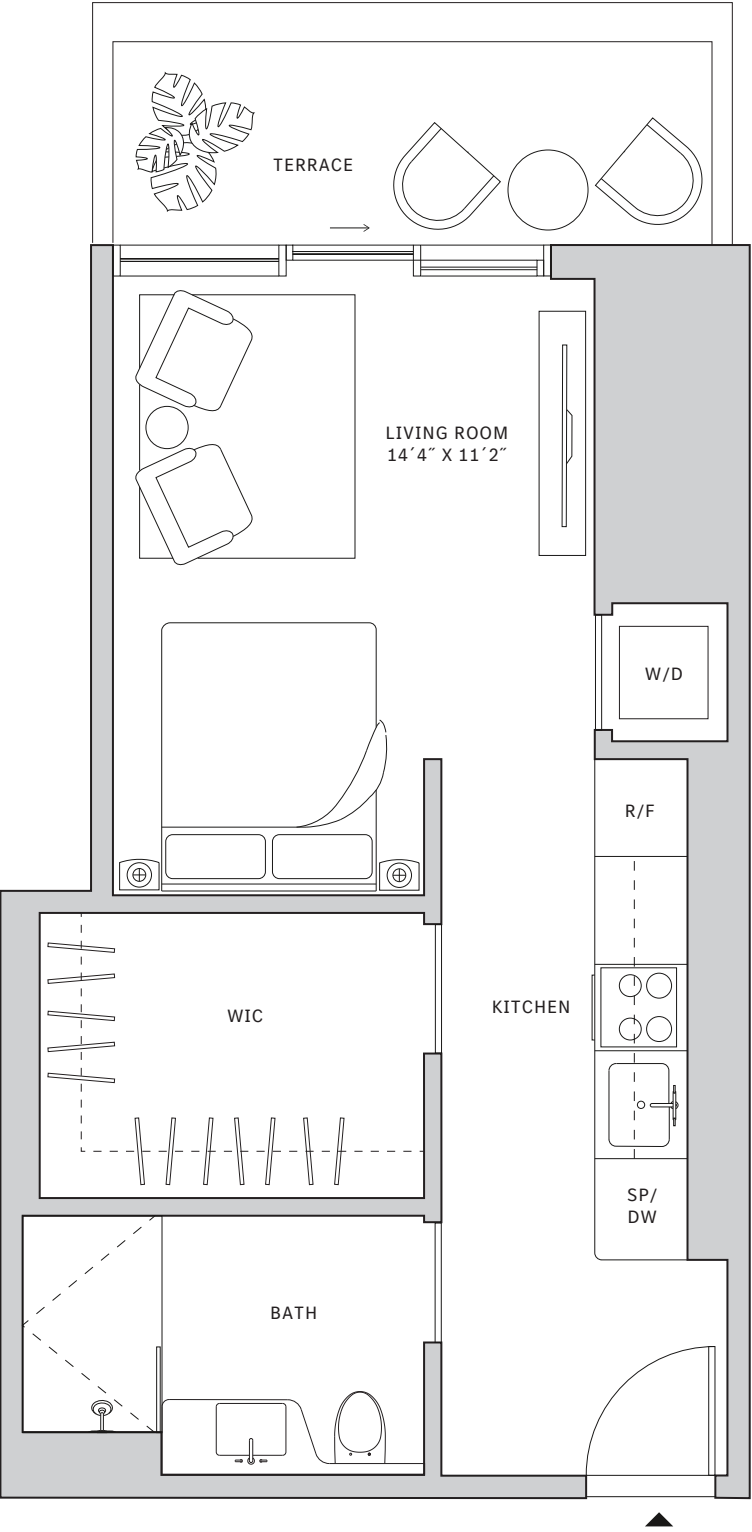 TERRACE
LIVING ROOM
14´4˝ X 11´2˝
W/D
R/F
KITCHEN
WIC
SP/
DW
BATH